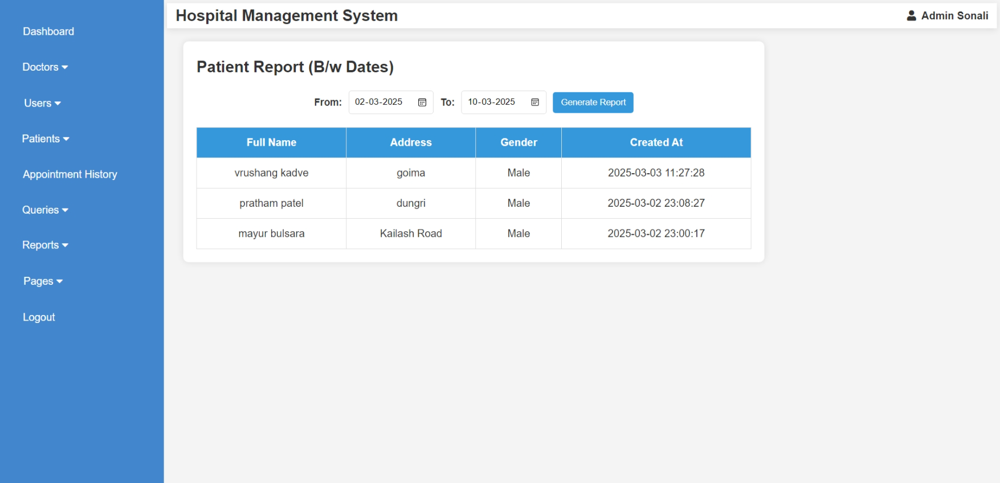 Hospital Management System
Admin Sonali
Dashboard
Doctors
Users
Patients
Appointment History
Queries
Reports
Pages
Logout
Patient Report (B/w Dates)
From: 02-03-2025 To: 10-03-2025 Generate Report
Full Name Address Gender Created At
vrushang kadve goima Male 2025-03-03 11:27:28
pratham patel dungri Male 2025-03-02 23:08:27
mayur bulsara Kailash Road Male 2025-03-02 23:00:17